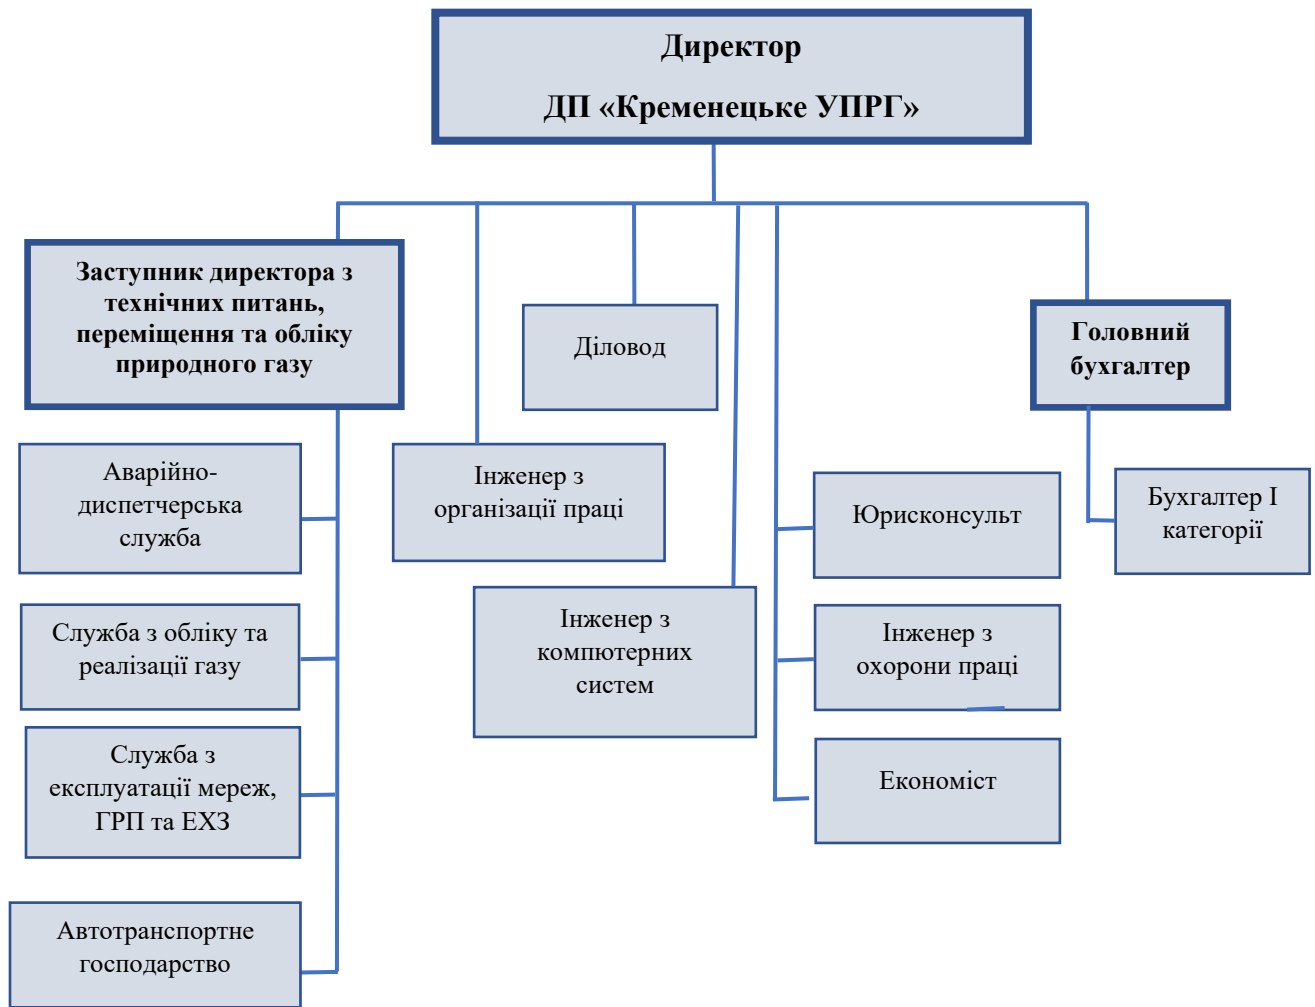 Директор
ДП «Кременецьке УПРГ»
Заступник директора з
технічних питань,
переміщення та обліку
природного газу
Діловод
Головний
бухгалтер
Аварійно-
диспетчерська
служба
Інженер з
організації праці
Юрисконсульт
Бухгалтер І
категорії
Служба з обліку та
реалізації газу
Інженер з
компютерних
систем
Інженер з
охорони праці
Служба з
експлуатації мереж,
ГРП та ЕХЗ
Економіст
Автотранспортне
господарство